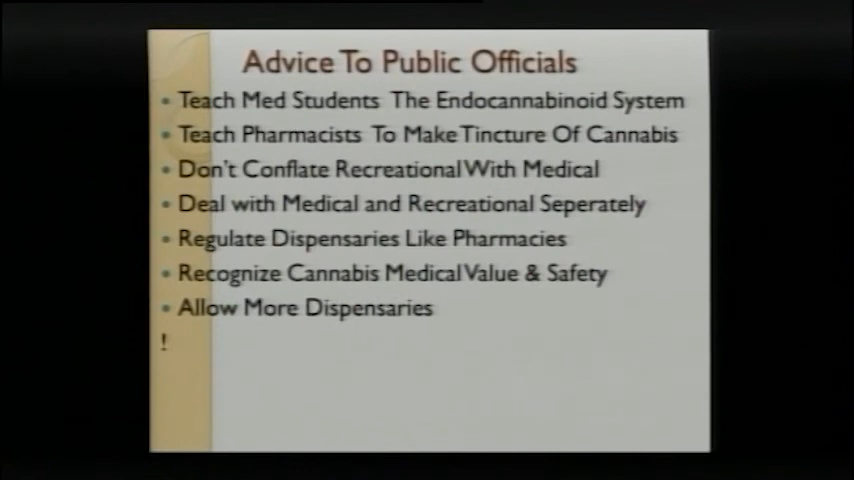 Advice To Public Officials
• Teach Med Students The Endocannabinoid System
• Teach Pharmacists To Make Tincture Of Cannabis
• Don't Conflate Recreational With Medical
• Deal with Medical and Recreational Seperately
• Regulate Dispensaries Like Pharmacies
• Recognize Cannabis Medical Value & Safety
• Allow More Dispensaries
!